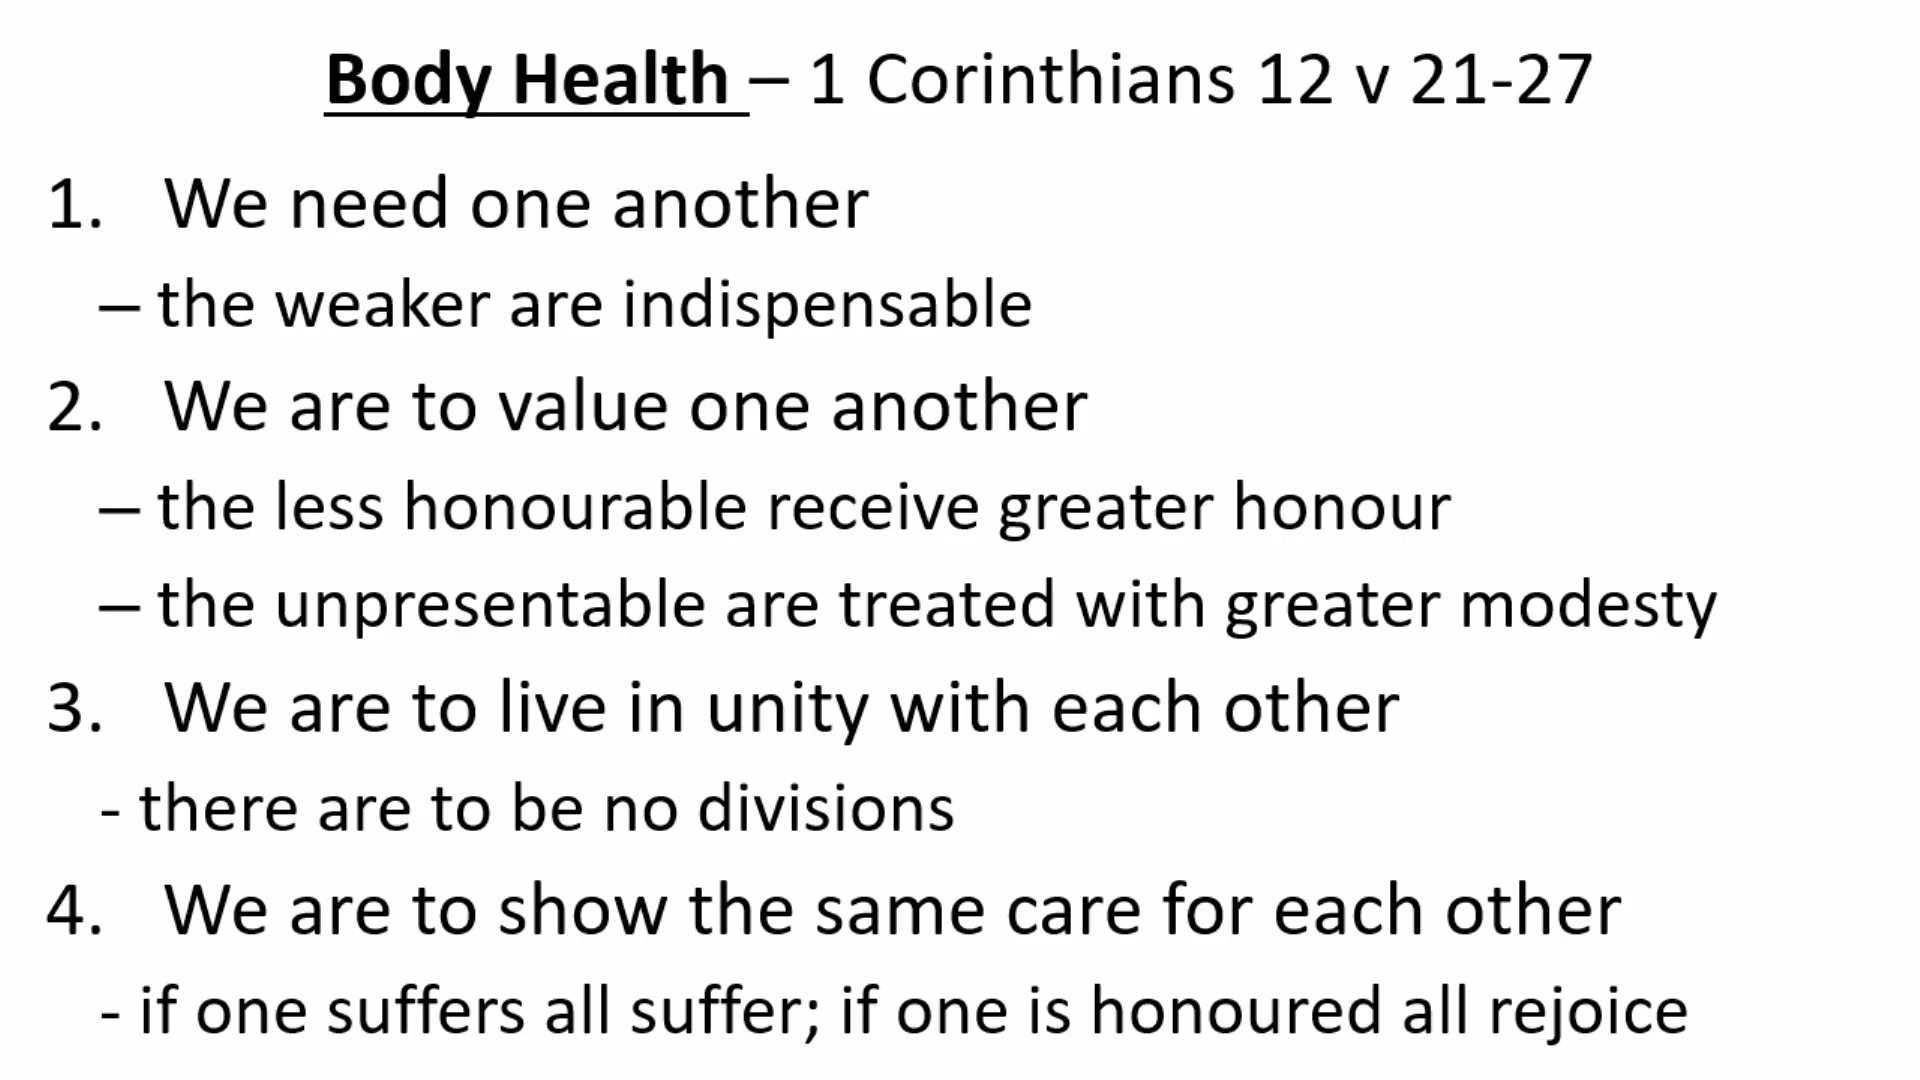 Body Health – 1 Corinthians 12 v 21-27
1. We need one another
– the weaker are indispensable
2. We are to value one another
– the less honourable receive greater honour
– the unpresentable are treated with greater modesty
3. We are to live in unity with each other
- there are to be no divisions
4. We are to show the same care for each other
- if one suffers all suffer; if one is honoured all rejoice